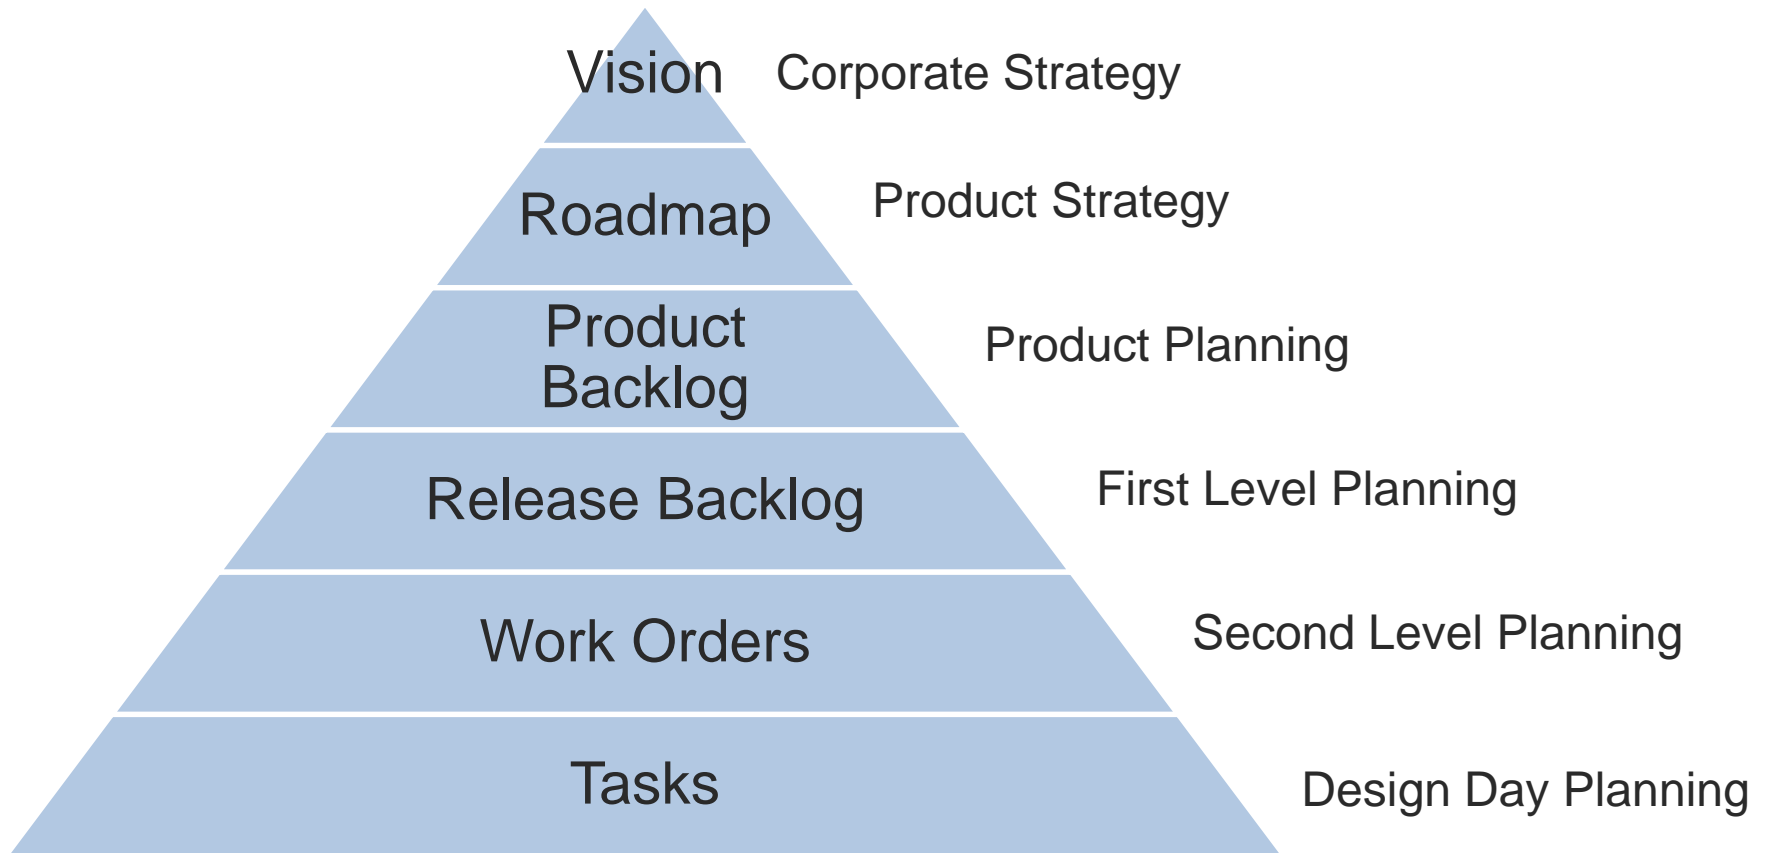 Vision
Corporate Strategy
Roadmap
Product Strategy
Product
Backlog
Product Planning
Release Backlog
First Level Planning
Work Orders
Second Level Planning
Tasks
Design Day Planning